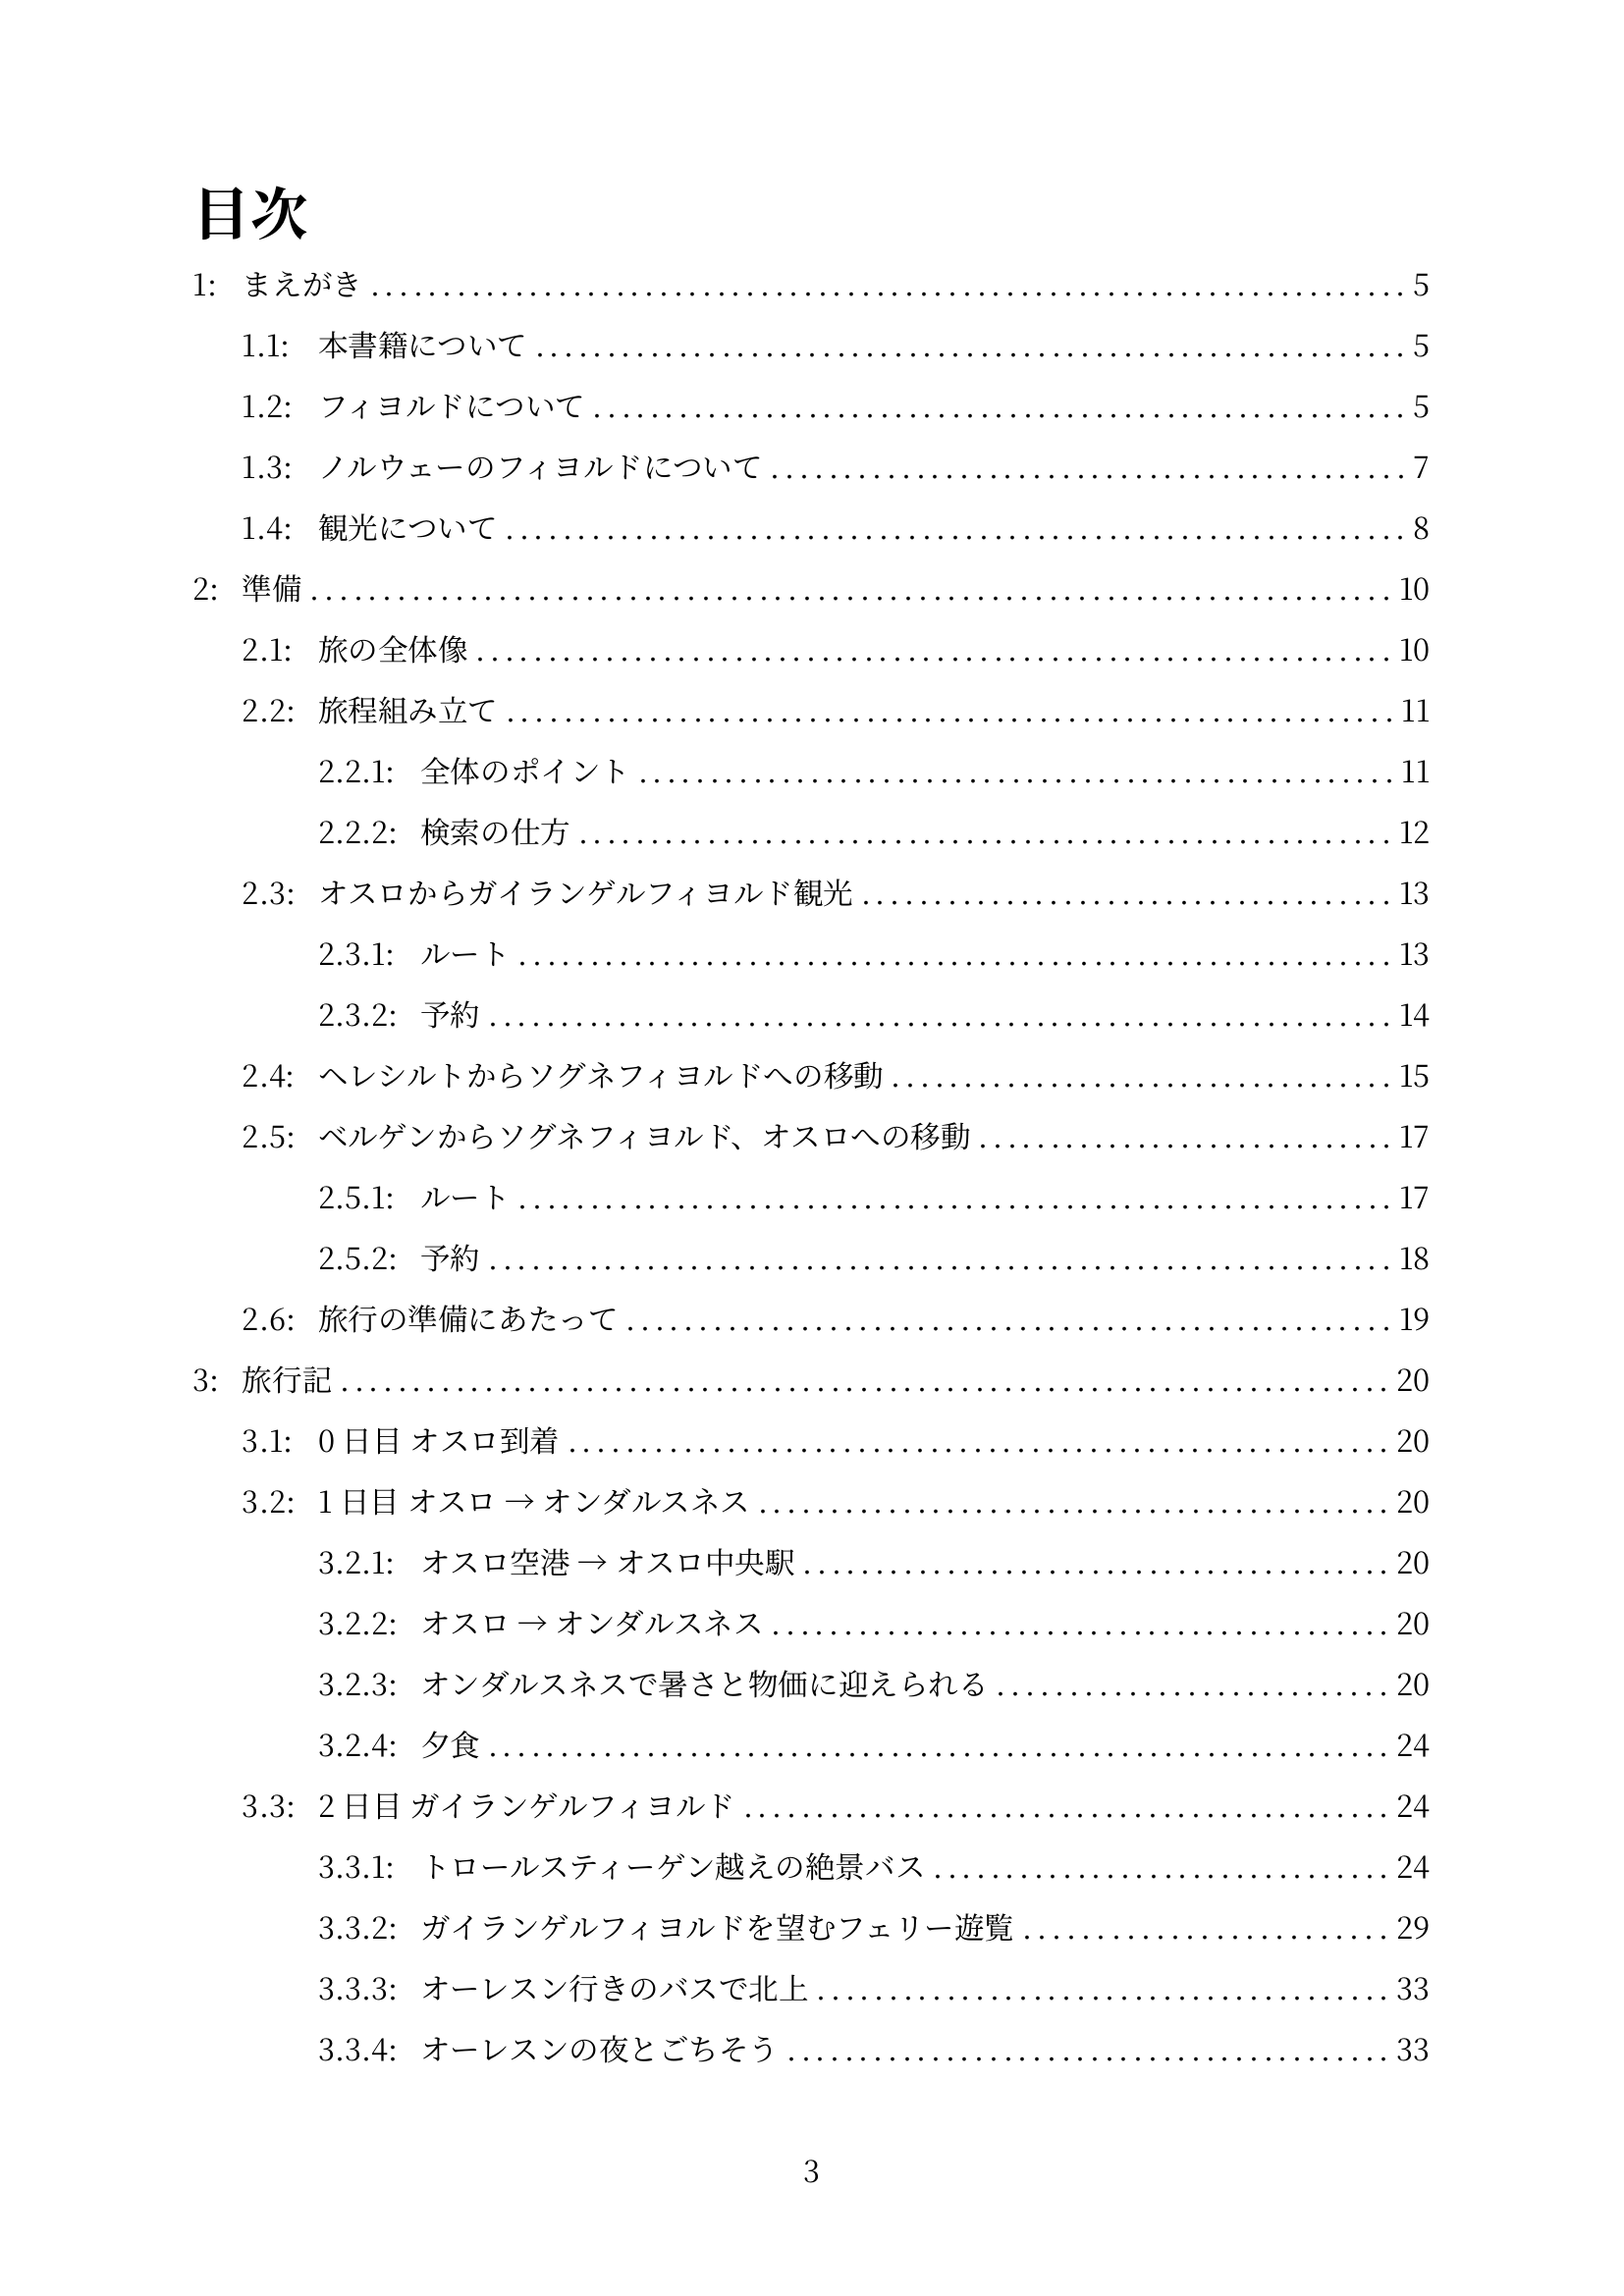 目次
1: まえがき ........................................................................ 5
1.1: 本書籍について ............................................................. 5
1.2: フィヨルドについて ......................................................... 5
1.3: ノルウェーのフィヨルドについて ............................................. 7
1.4: 観光について ............................................................... 8
2: 準備 ........................................................................... 10
2.1: 旅の全体像 ................................................................ 10
2.2: 旅程組み立て .............................................................. 11
2.2.1: 全体のポイント ..................................................... 11
2.2.2: 検索の仕方 ......................................................... 12
2.3: オスロからガイランゲルフィヨルド観光 ..................................... 13
2.3.1: ルート ............................................................. 13
2.3.2: 予約 ............................................................... 14
2.4: ヘレシルトからソグネフィヨルドへの移動 ................................... 15
2.5: ベルゲンからソグネフィヨルド、オスロへの移動 ............................. 17
2.5.1: ルート ............................................................. 17
2.5.2: 予約 ............................................................... 18
2.6: 旅行の準備にあたって ...................................................... 19
3: 旅行記 ......................................................................... 20
3.1: 0 日目 オスロ到着 ......................................................... 20
3.2: 1 日目 オスロ → オンダルスネス ............................................ 20
3.2.1: オスロ空港 → オスロ中央駅 ......................................... 20
3.2.2: オスロ → オンダルスネス ........................................... 20
3.2.3: オンダルスネスで暑さと物価に迎えられる ........................... 20
3.2.4: 夕食 ............................................................... 24
3.3: 2 日目 ガイランゲルフィヨルド ............................................. 24
3.3.1: トロールスティーゲン越えの絶景バス ............................... 24
3.3.2: ガイランゲルフィヨルドを望むフェリー遊覧 ......................... 29
3.3.3: オーレスン行きのバスで北上 ....................................... 33
3.3.4: オーレスンの夜とごちそう ......................................... 33
3